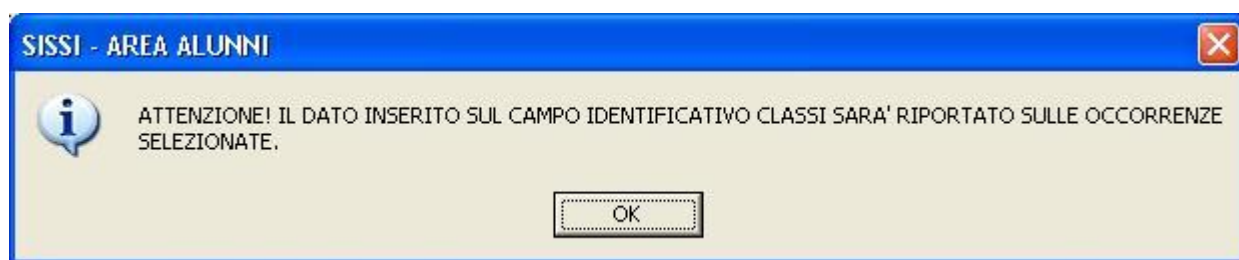 SISSI - AREA ALUNNI
ATTENZIONE! IL DATO INSERITO SUL CAMPO IDENTIFICATIVO CLASSI SARA' RIPORTATO SULLE OCCORRENZE
SELEZIONATE.
OK